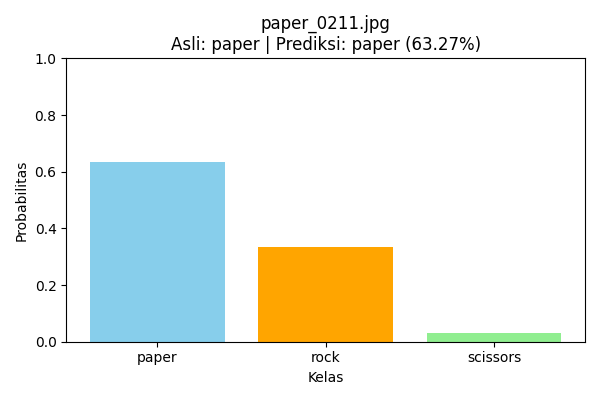 paper_0211.jpg
Asli: paper | Prediksi: paper (63.27%)
1.0
0.8
0.6
0.4
0.2
0.0
Probabilitas
paper rock scissors
Kelas